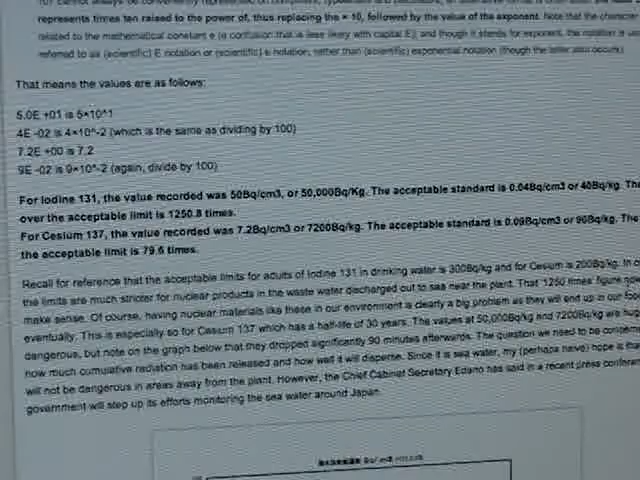 represents times ten raised to the power of, thus replacing the × 10, followed by the value of the exponent. Note that the
related to the mathematical constant e (a confusion that is less likely with capital E), and though it stands for exponent, the notation is
referred to as (scientific) E notation or (scientific) e notation, rather than (scientific) exponential notation (though the latter also occurs)
That means the values are as follows:
5.0E +01 is 5×10^1
4E -02 is 4×10^-2 (which is the same as dividing by 100)
7.2E +00 is 7.2
9E -02 is 9×10^-2 (again, divide by 100)
For Iodine 131, the value recorded was 50Bq/cm3, or 50,000Bq/Kg. The acceptable standard is 0.04Bq/cm3 or 40Bq/kg.
over the acceptable limit is 1250.8 times.
For Cesium 137, the value recorded was 7.2Bq/cm3 or 7200Bq/kg. The acceptable standard is 0.09Bq/cm3 or 90Bq/kg. The
the acceptable limit is 79.6 times.
Recall for reference that the acceptable limits for adults of Iodine 131 in drinking water is 300Bq/kg and for Cesium is 200Bq/kg. In
the limits are much stricter for nuclear products in the waste water discharged out to sea near the plant. That 1250 times figure
make sense. Of course, having nuclear materials like these in our environment is clearly a big problem as they will end up in our
eventually. This is especially so for Cesium 137 which has a half-life of 30 years. The values at 50,000Bq/kg and 7200Bq/kg are
dangerous, but note on the graph below that they dropped significantly 90 minutes afterwards. The question we need to be
how much cumulative radiation has been released and how well it will disperse. Since it is sea water, my (perhaps naive) hope is
will not be dangerous in areas away from the plant. However, the Chief Cabinet Secretary Edano has said in a recent press
government will step up its efforts monitoring the sea water around Japan.